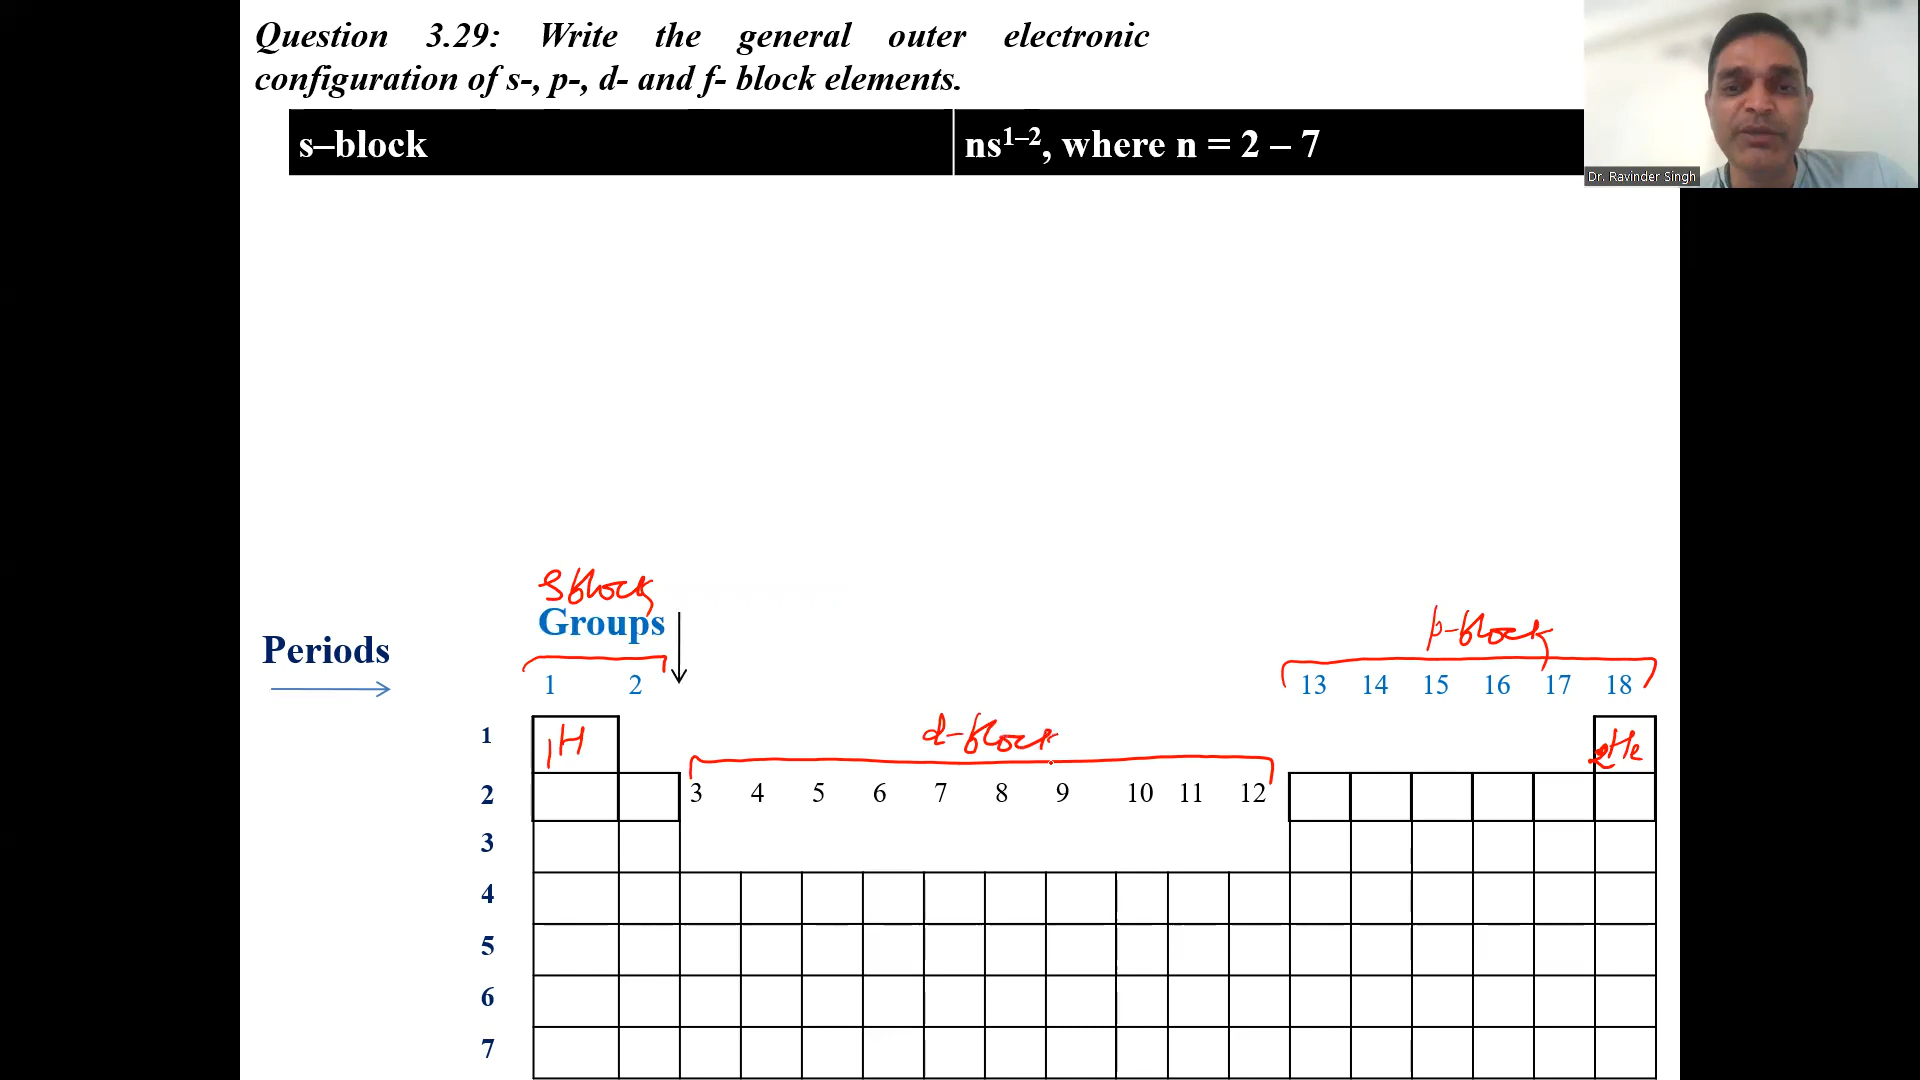 Question 3.29: Write the general outer electronic
configuration of s-, p-, d- and f- block elements.
s–block ns¹⁻², where n = 2 – 7
Dr. Ravinder Singh
S block
Groups
p-block
Periods
1 2 13 14 15 16 17 18
1 ₁H d-block ₂He
2 3 4 5 6 7 8 9 10 11 12
3
4
5
6
7